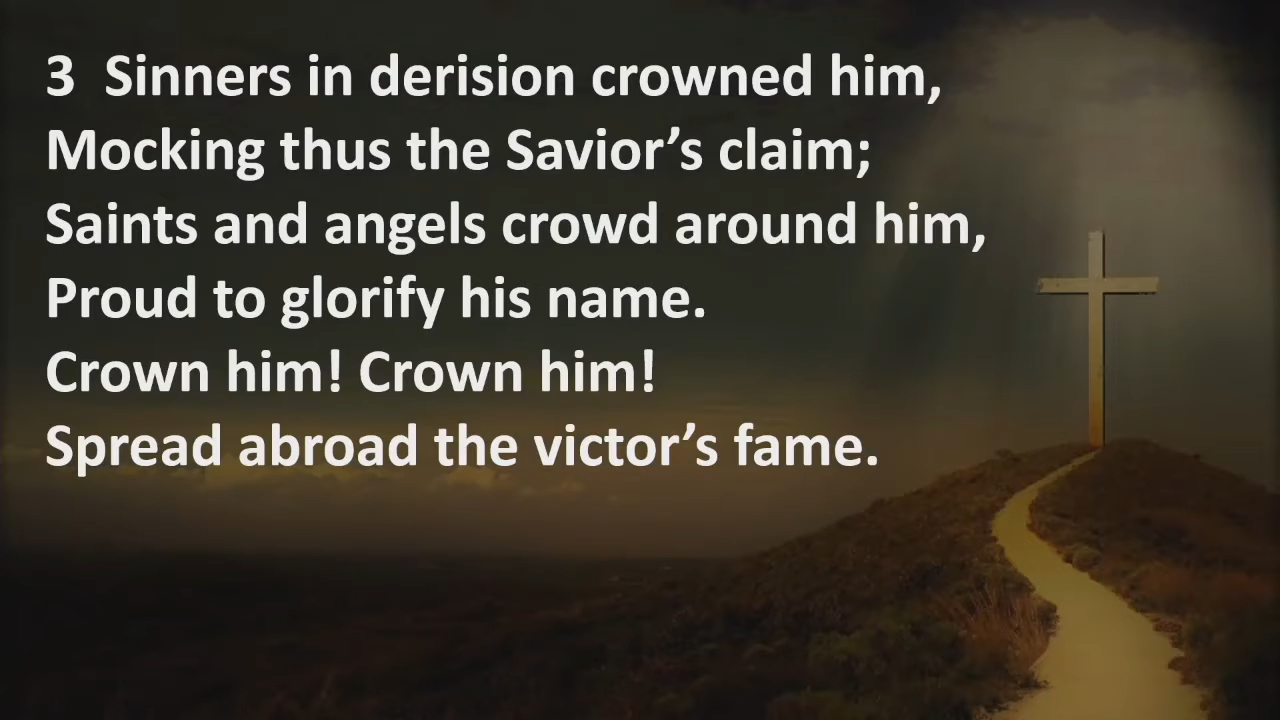 3  Sinners in derision crowned him,
Mocking thus the Savior’s claim;
Saints and angels crowd around him,
Proud to glorify his name.
Crown him! Crown him!
Spread abroad the victor’s fame.